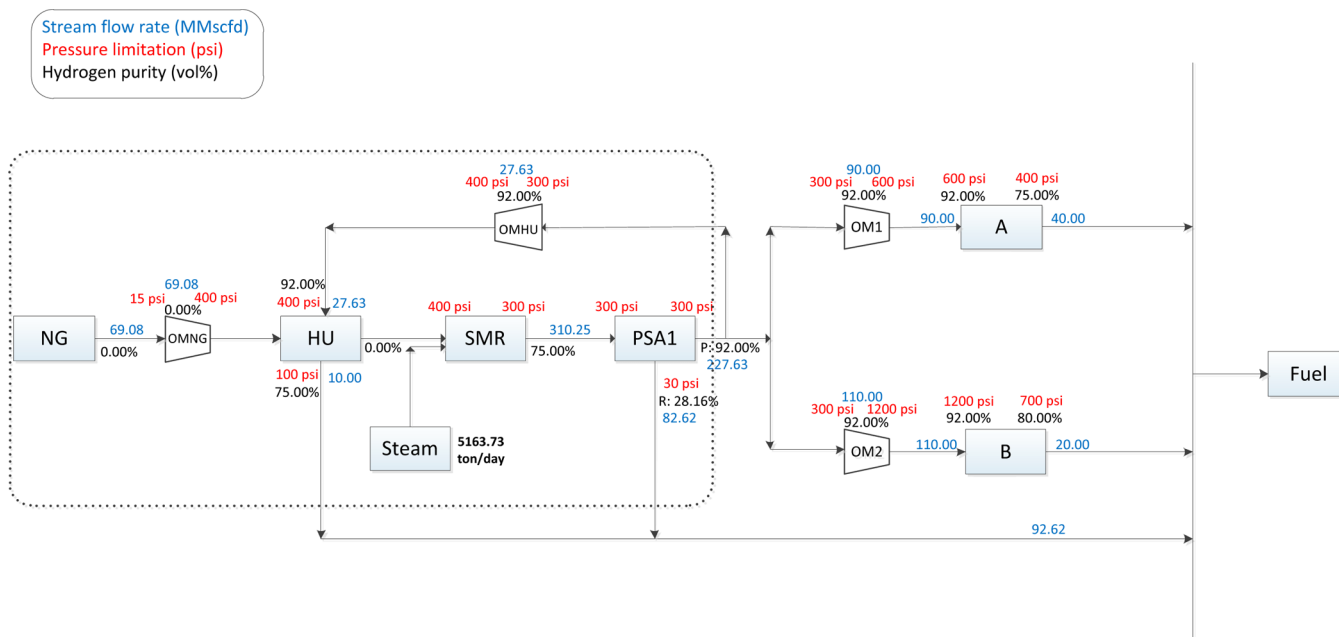 Stream flow rate (MMscfd)
Pressure limitation (psi)
Hydrogen purity (vol%)
27.63
400 psi 300 psi
92.00%
OMHU
90.00
300 psi 600 psi
92.00%
OM1
90.00
600 psi 400 psi
92.00% 75.00%
A
40.00
NG
69.08
0.00%
69.08
15 psi 400 psi
0.00%
OMNG
92.00%
400 psi 27.63
HU
0.00%
100 psi 10.00
75.00%
400 psi 300 psi
SMR
310.25
75.00%
300 psi 300 psi
PSA1
P: 92.00%
227.63
30 psi
R: 28.16%
82.62
Steam
5163.73
ton/day
110.00
300 psi 1200 psi
92.00%
OM2
110.00
1200 psi 700 psi
92.00% 80.00%
B
20.00
92.62
Fuel